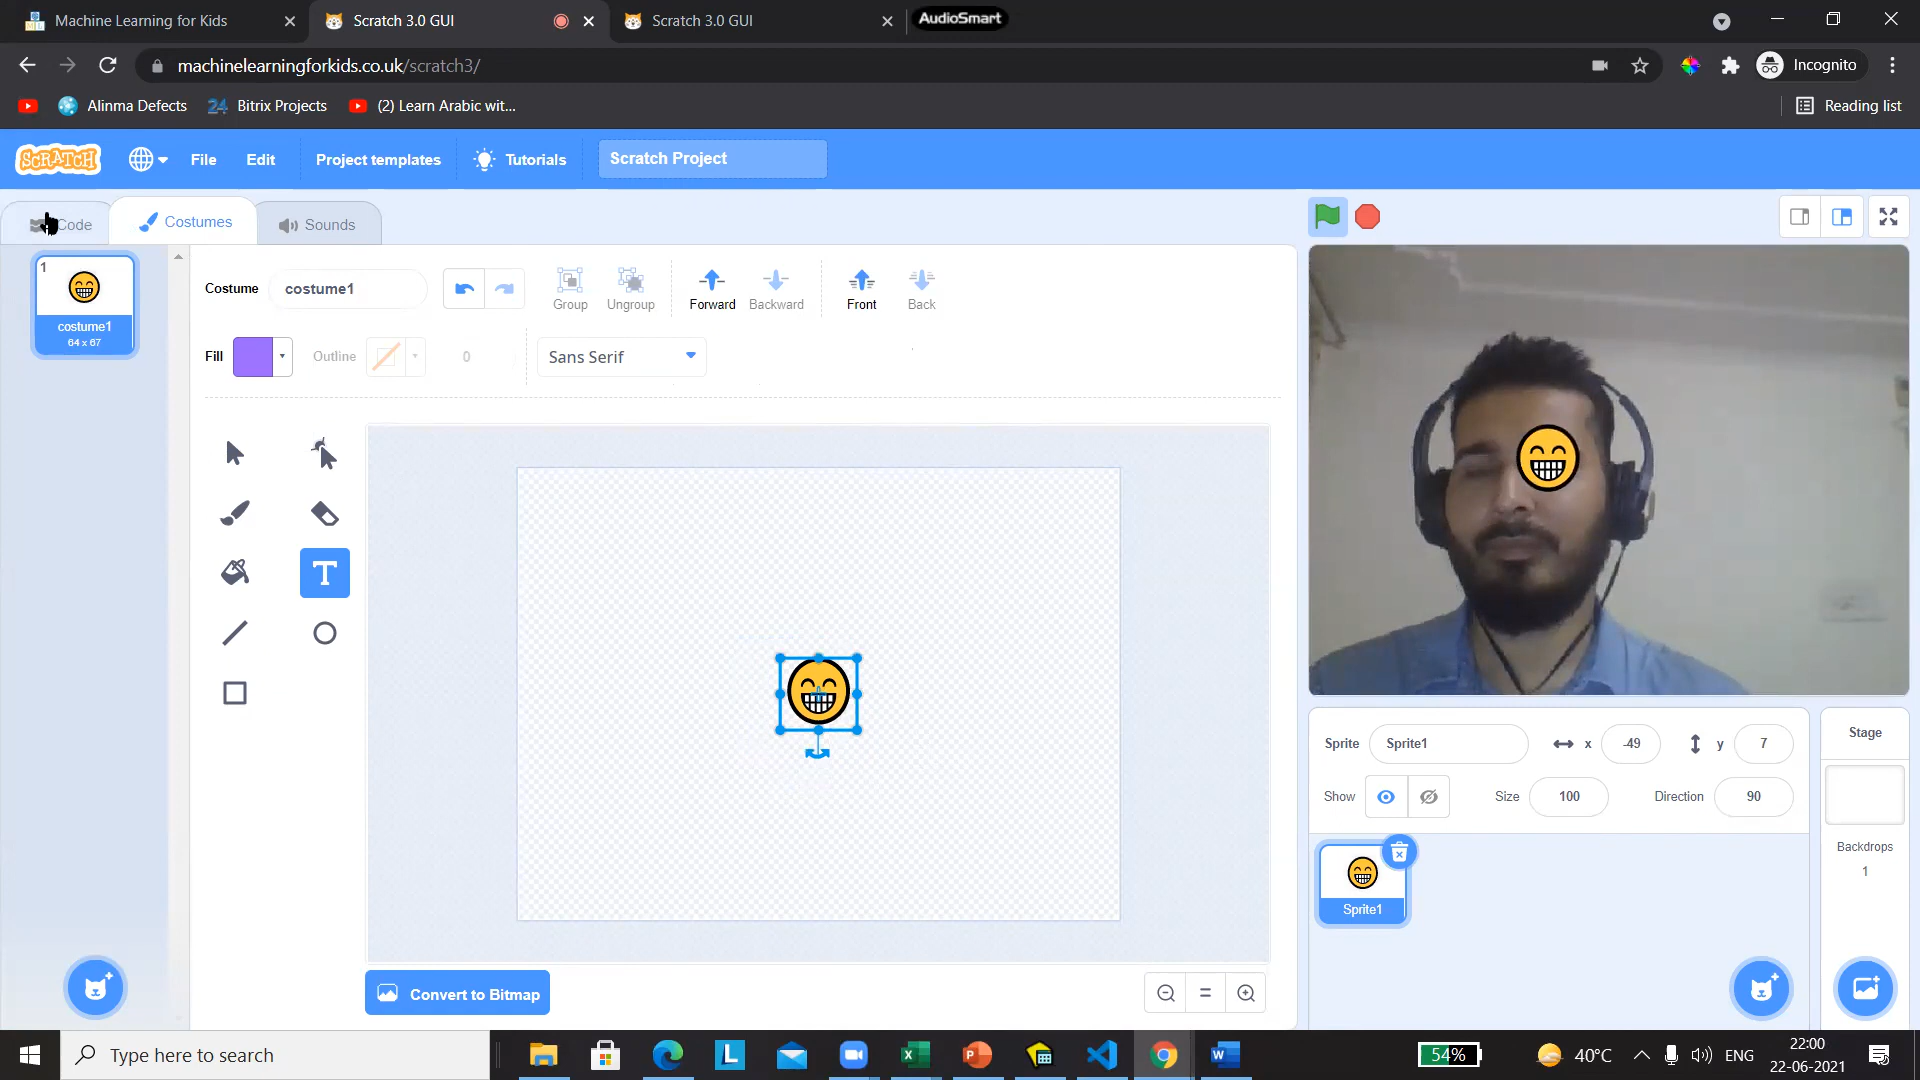 Machine Learning for Kids
Scratch 3.0 GUI
Scratch 3.0 GUI
AudioSmart
machinelearningforkids.co.uk/scratch3/
Incognito
Alinma Defects
24 Bitrix Projects
(2) Learn Arabic wit...
Reading list
SCRATCH
File
Edit
Project templates
Tutorials
Scratch Project
Code
Costumes
Sounds
1
costume1
64 x 67
Costume
costume1
Group
Ungroup
Forward
Backward
Front
Back
Fill
Outline
0
Sans Serif
T
Convert to Bitmap
Sprite
Sprite1
x
-49
y
7
Show
Size
100
Direction
90
Sprite1
Stage
Backdrops
1
Type here to search
54%
40°C
ENG
22:00
22-06-2021